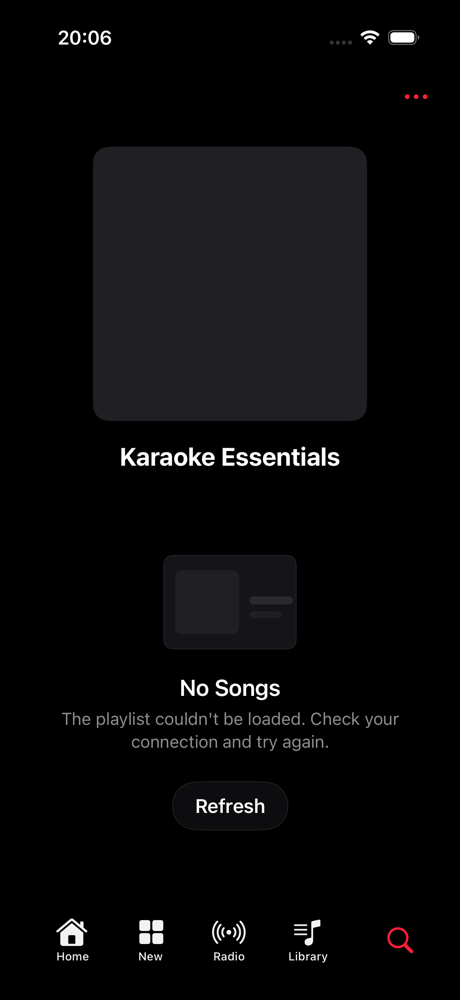 20:06
Karaoke Essentials
No Songs
The playlist couldn't be loaded. Check your
connection and try again.
Refresh
Home
New
Radio
Library